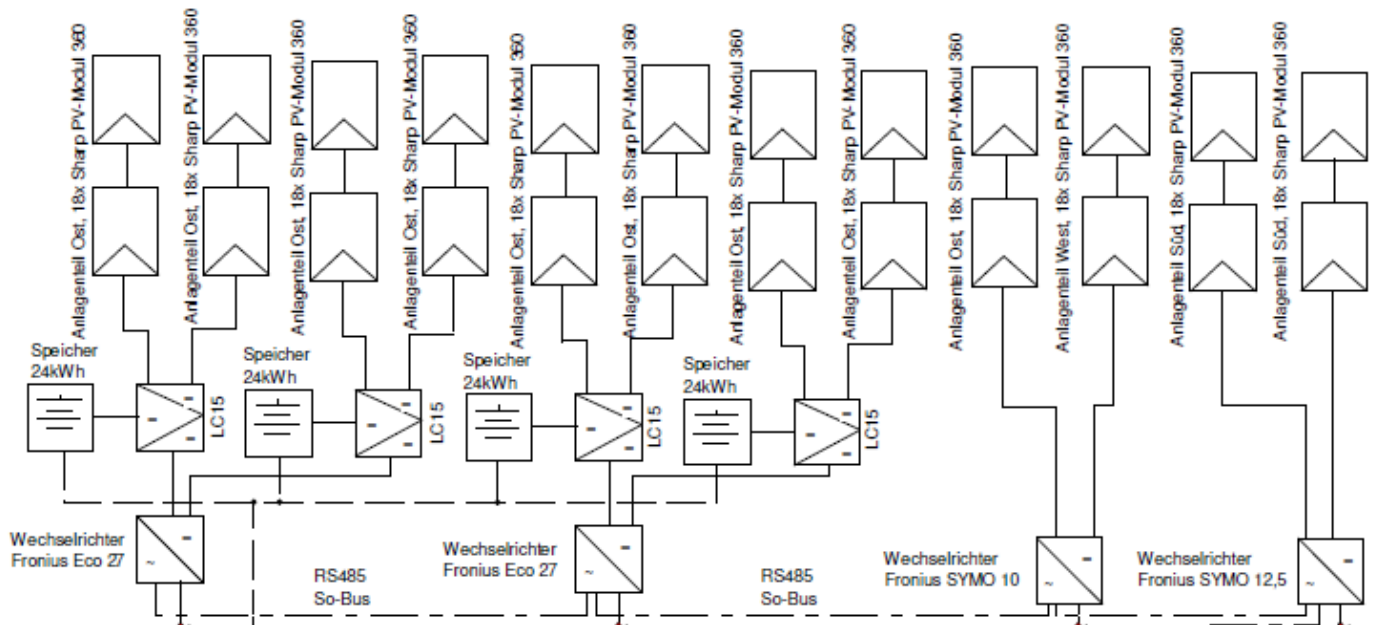 Anlagenteil Ost, 18x Sharp PV-Modul 360
Anlagenteil Ost, 18x Sharp PV-Modul 360
Anlagenteil Ost, 18x Sharp PV-Modul 360
Anlagenteil Ost, 18x Sharp PV-Modul 360
Anlagenteil Ost, 18x Sharp PV-Modul 360
Anlagenteil Ost, 18x Sharp PV-Modul 360
Anlagenteil Ost, 18x Sharp PV-Modul 360
Anlagenteil Ost, 18x Sharp PV-Modul 360
Anlagenteil Ost, 18x Sharp PV-Modul 360
Anlagenteil West, 18x Sharp PV-Modul 360
Anlagenteil Süd, 18x Sharp PV-Modul 360
Anlagenteil Süd, 18x Sharp PV-Modul 360
Speicher
24kWh
LC15
Speicher
24kWh
LC15
Speicher
24kWh
LC15
Speicher
24kWh
LC15
Wechselrichter
Fronius Eco 27
~
RS485
So-Bus
Wechselrichter
Fronius Eco 27
~
RS485
So-Bus
Wechselrichter
Fronius SYMO 10
~
Wechselrichter
Fronius SYMO 12,5
~